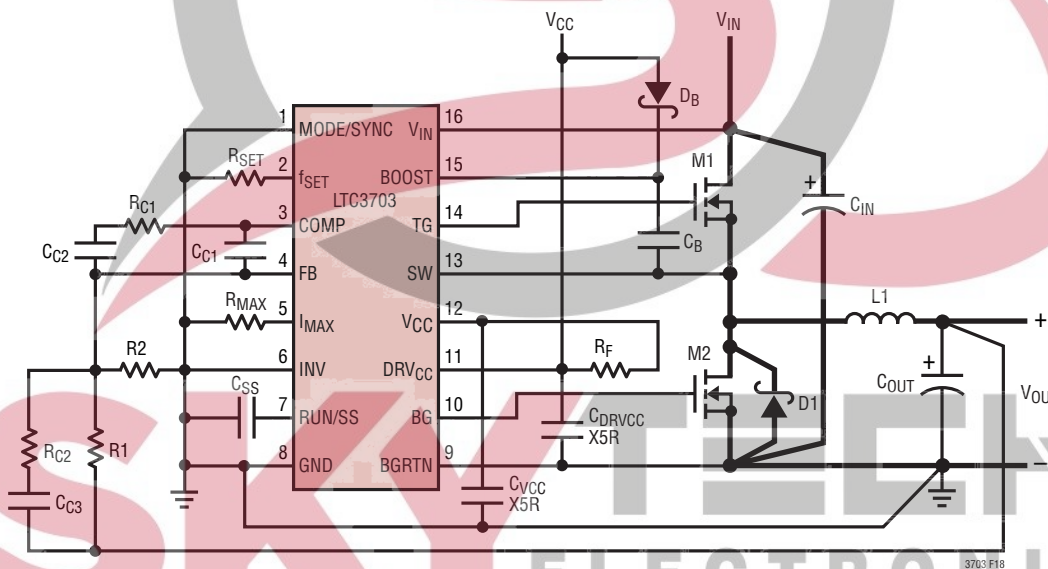 VCC
VIN
DB
1
MODE/SYNC
VIN
16
RSET
2
fSET
BOOST
15
LTC3703
M1
+
CIN
RC1
3
COMP
TG
14
CC2
CC1
CB
4
FB
SW
13
L1
RMAX
5
IMAX
VCC
12
+
R2
6
INV
DRVCC
11
RF
M2
+
COUT
VOU
CSS
7
RUN/SS
BG
10
D1
CDRVCC
X5R
RC2
R1
8
GND
BGRTN
9
–
CC3
CVCC
X5R
SKYTECH
ELECTRONI
3703 F18